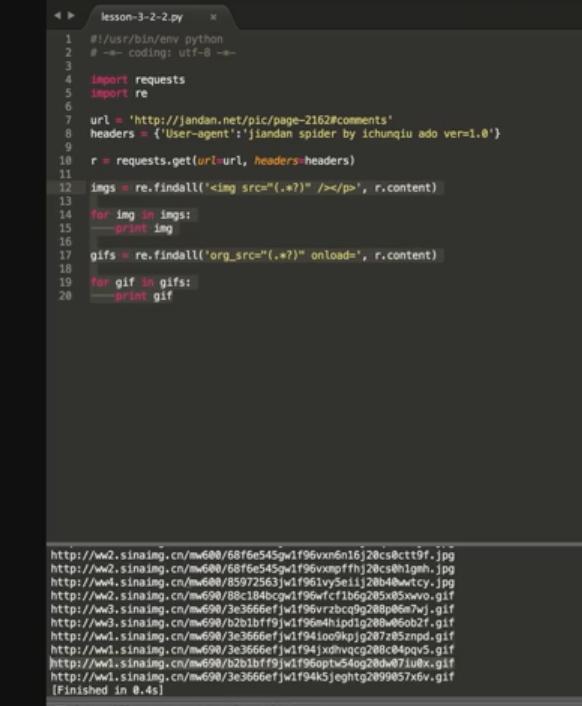 lesson-3-2-2.py
1 #!/usr/bin/env python
2 # -*- coding: utf-8 -*-
3
4 import requests
5 import re
6
7 url = 'http://jandan.net/pic/page-2162#comments'
8 headers = {'User-agent':'jiandan spider by ichunqiu ado ver=1.0'}
9
10 r = requests.get(url=url, headers=headers)
11
12 imgs = re.findall('<img src="(.*?)" /></p>', r.content)
13
14 for img in imgs:
15 print img
16
17 gifs = re.findall('org_src="(.*?)" onload=', r.content)
18
19 for gif in gifs:
20 print gif
http://ww2.sinaimg.cn/mw600/68f6e545gw1f96vxn6n16j20cs0ctt9f.jpg
http://ww2.sinaimg.cn/mw600/68f6e545gw1f96vxmpffhj20cs0h1gmh.jpg
http://ww4.sinaimg.cn/mw600/85972563jw1f961vy5eiij20b40wwtcy.jpg
http://ww2.sinaimg.cn/mw690/88c184bcgw1f96wfcf1b6g205x05xwvo.gif
http://ww3.sinaimg.cn/mw690/3e3666efjw1f96vrzbcq9g208p06m7wj.gif
http://ww3.sinaimg.cn/mw690/b2b1bff9jw1f96m4hipd1g208w06ob2f.gif
http://ww1.sinaimg.cn/mw690/3e3666efjw1f94ioo9kpjg207z05znpd.gif
http://ww1.sinaimg.cn/mw690/3e3666efjw1f94jxdhvqcg208c04pqv5.gif
http://ww1.sinaimg.cn/mw690/b2b1bff9jw1f96optw54og20dw07iu0x.gif
http://ww1.sinaimg.cn/mw690/3e3666efjw1f94k5jeghtg2099057x6v.gif
[Finished in 0.4s]